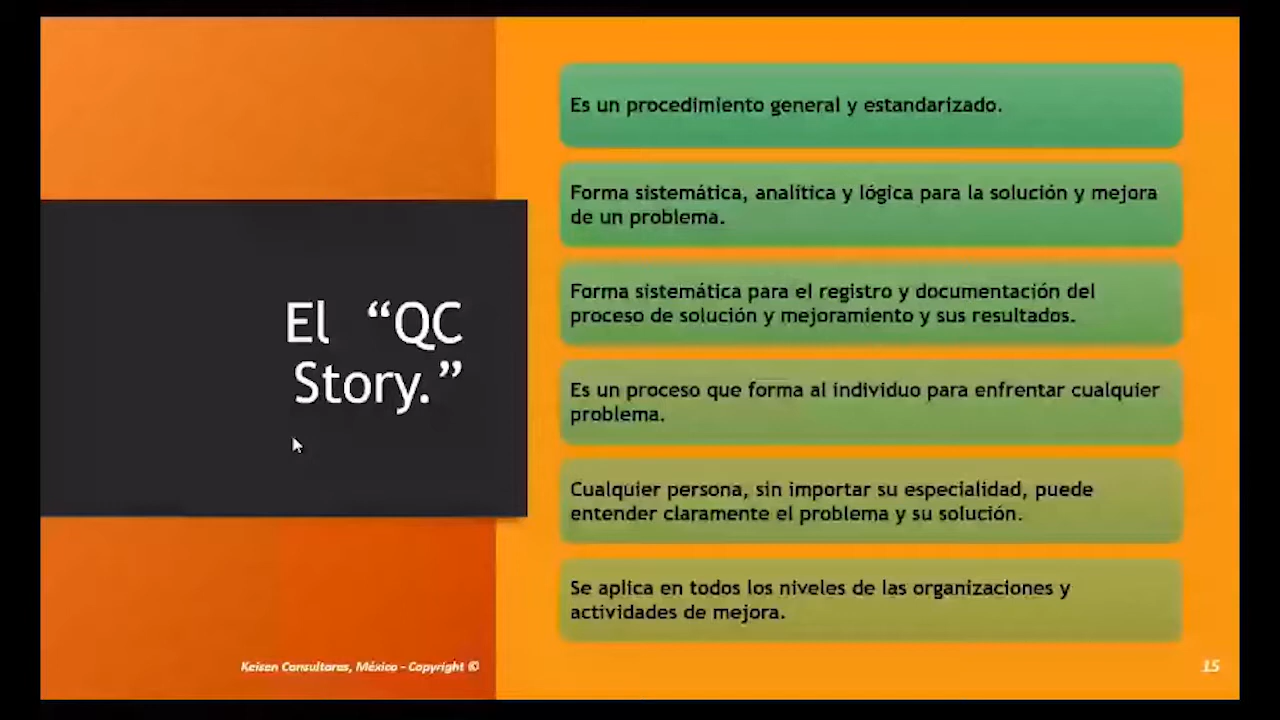 El “QC
Story.”
Es un procedimiento general y estandarizado.
Forma sistemática, analítica y lógica para la solución y mejora
de un problema.
Forma sistemática para el registro y documentación del
proceso de solución y mejoramiento y sus resultados.
Es un proceso que forma al individuo para enfrentar cualquier
problema.
Cualquier persona, sin importar su especialidad, puede
entender claramente el problema y su solución.
Se aplica en todos los niveles de las organizaciones y
actividades de mejora.
Keisen Consultores, México - Copyright ©
15